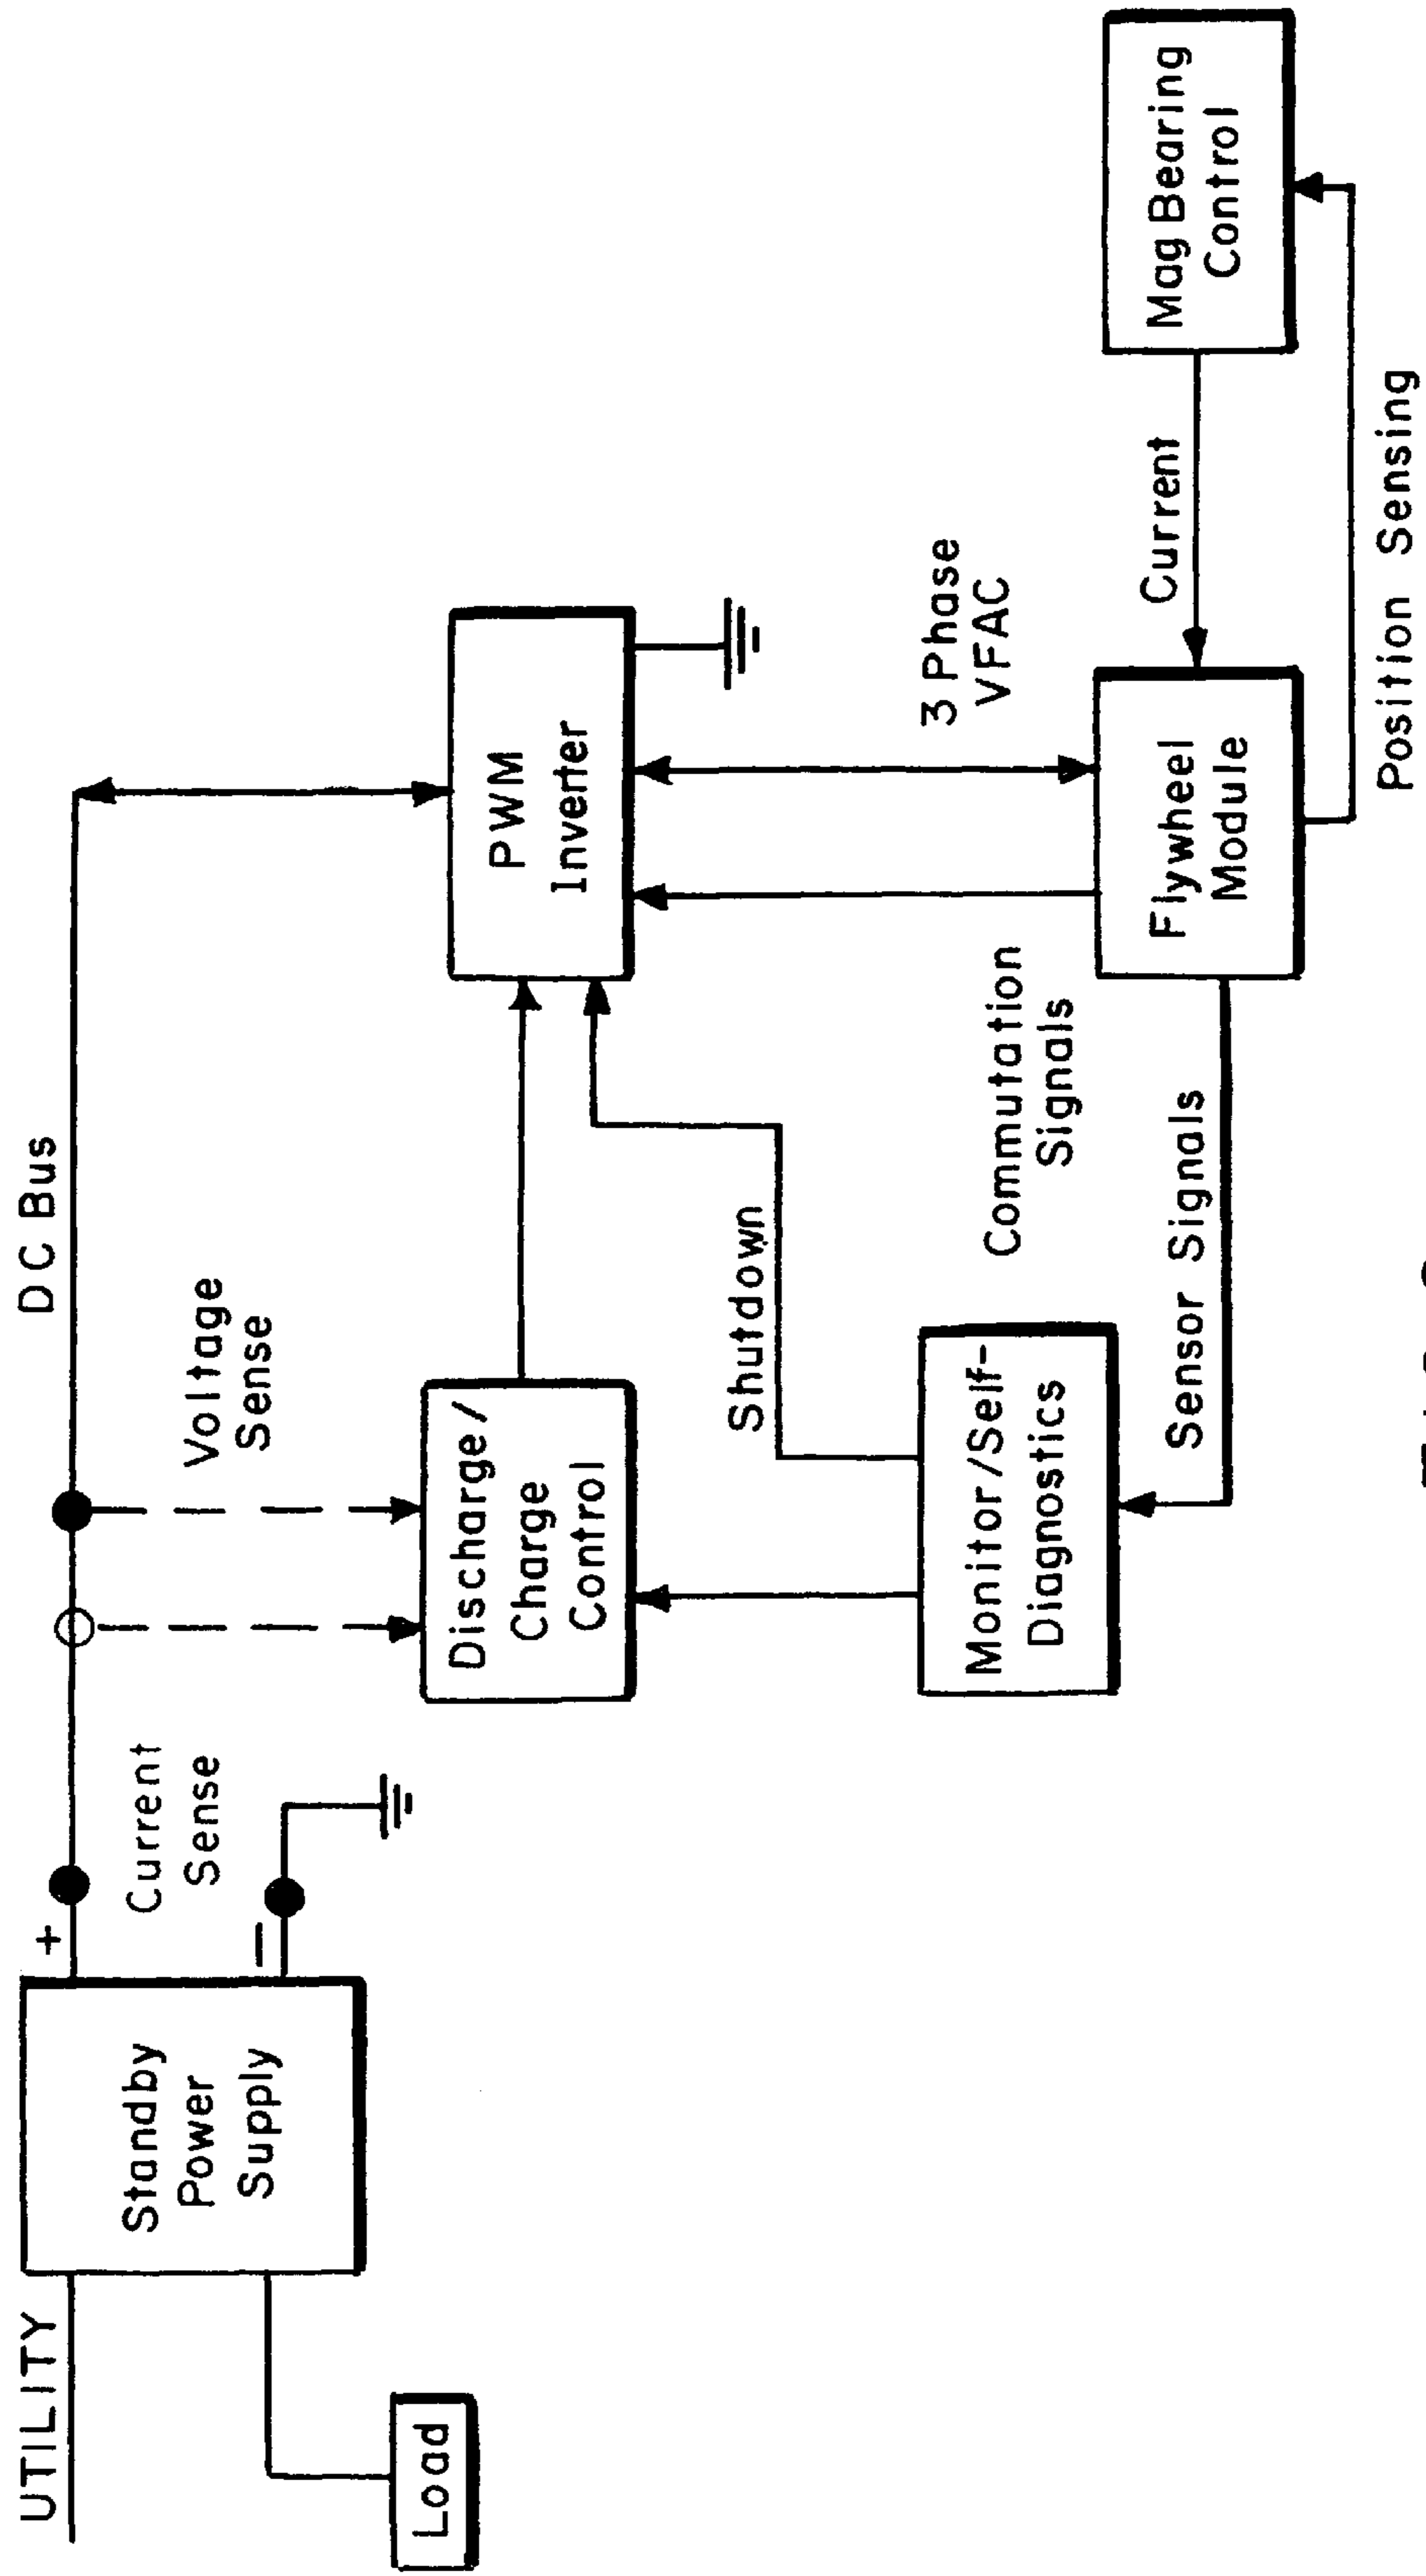 UTILITY
Load
Standby
Power
Supply
+
−
Current
Sense
DC Bus
Voltage
Sense
Discharge/
Charge
Control
PWM
Inverter
Shutdown
Monitor/Self-
Diagnostics
Commutation
Signals
3 Phase
VFAC
Sensor Signals
Flywheel
Module
Current
Mag Bearing
Control
Position Sensing